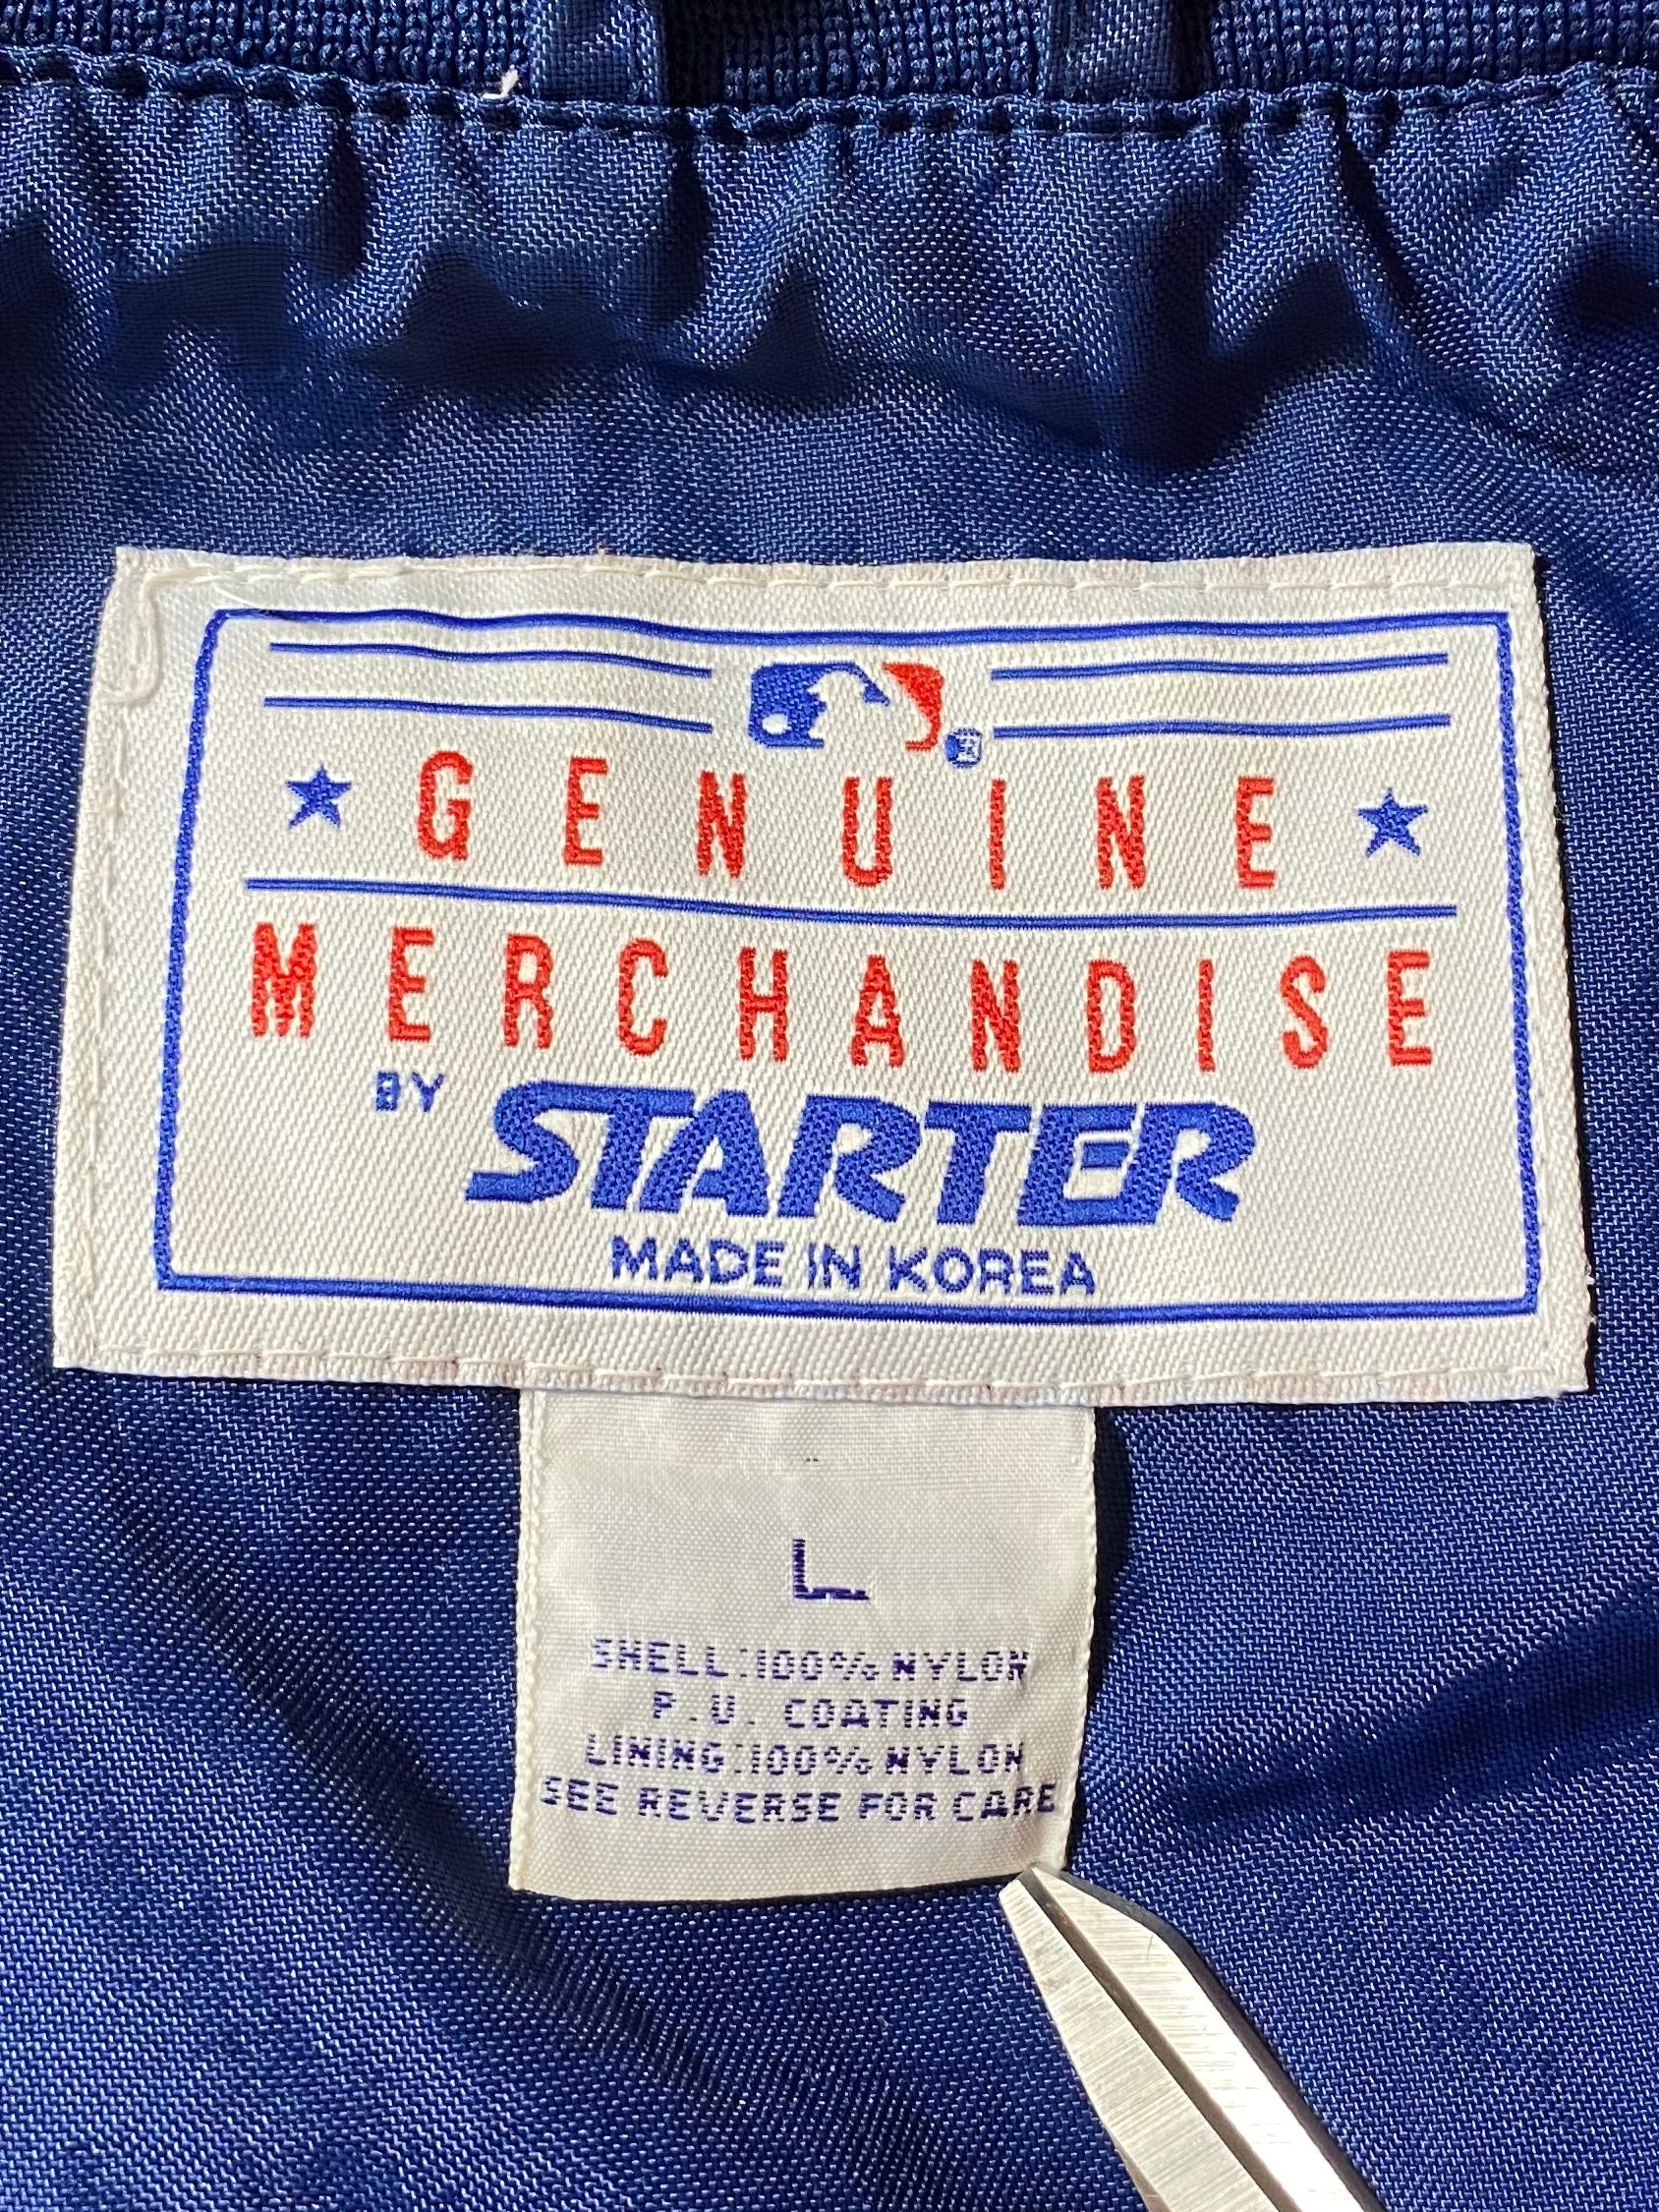 GENUINE
MERCHANDISE
BY STARTER
MADE IN KOREA
L
SHELL:100% NYLON
P.U. COATING
LINING:100% NYLON
SEE REVERSE FOR CARE